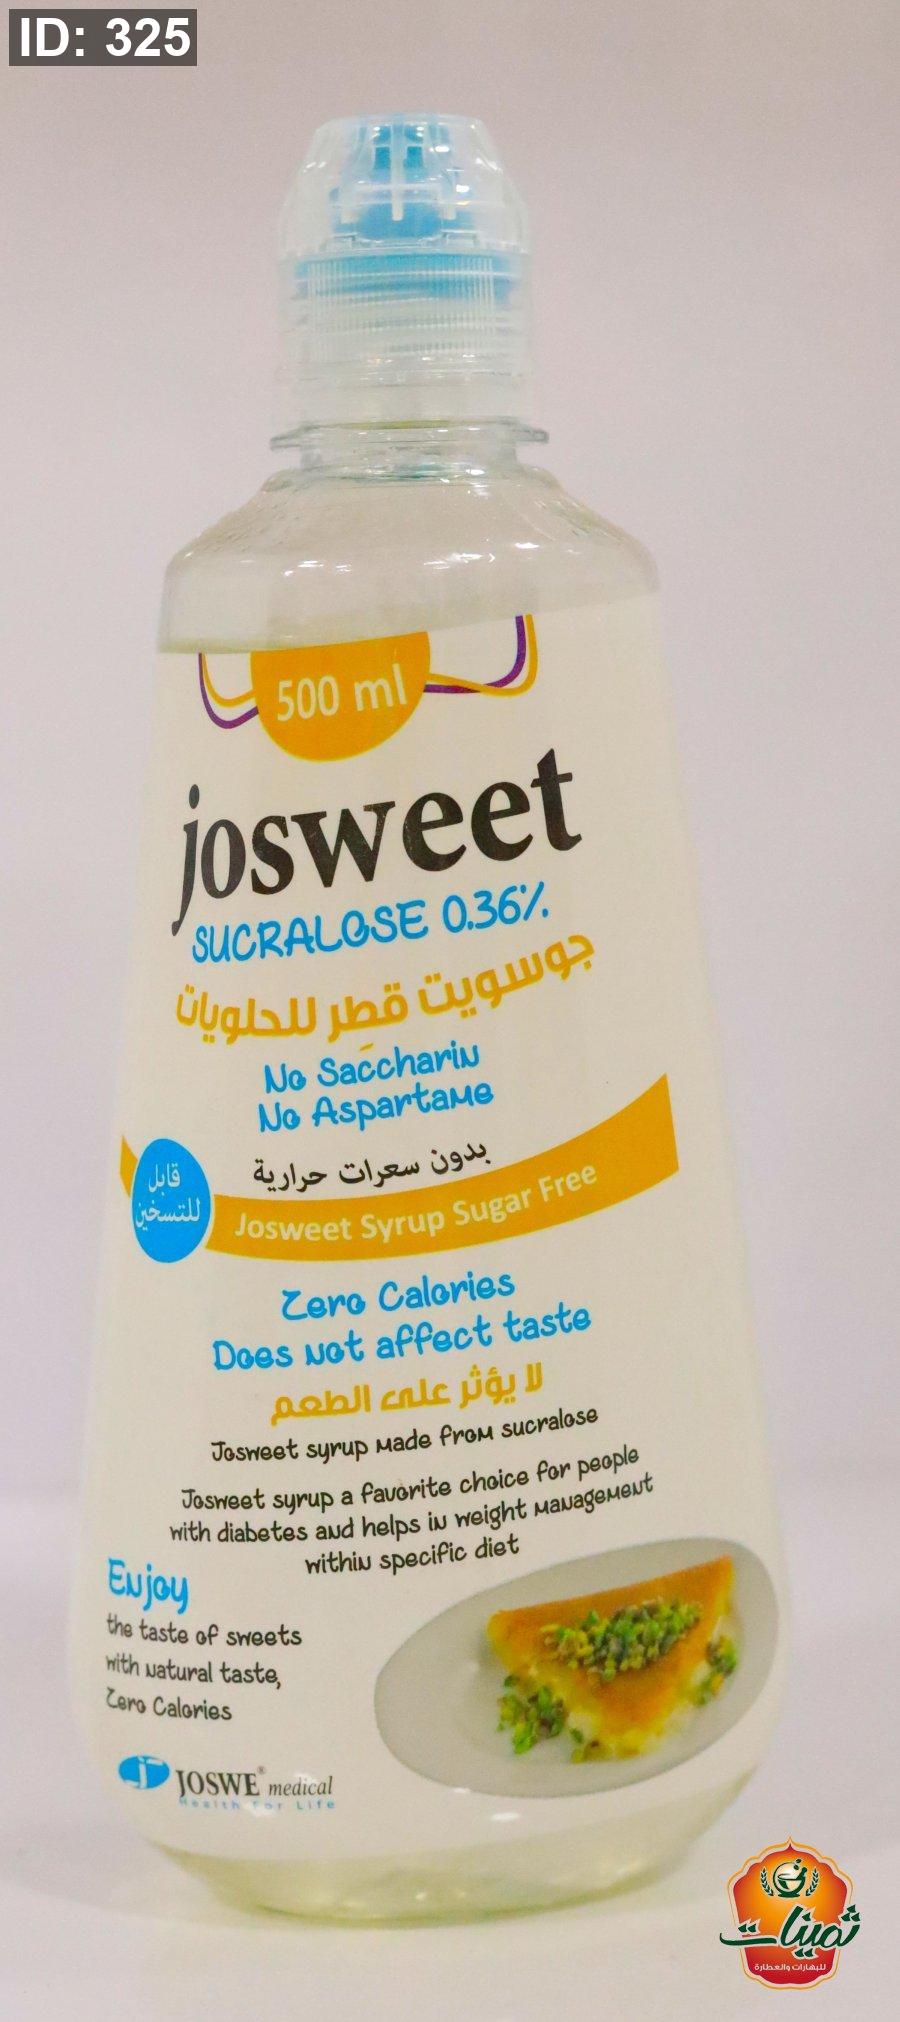 ID: 325
500 ml
josweet
SUCRALOSE 0.36%
جوسويت قطِر للحلويات
No Saccharin
No Aspartame
بدون سعرات حرارية
قابل
للتسخين
Josweet Syrup Sugar Free
Zero Calories
Does not affect taste
لا يؤثر على الطعم
Josweet syrup made from sucralose
Josweet syrup a favorite choice for people
with diabetes and helps in weight management
within specific diet
Enjoy
the taste of sweets
with natural taste,
Zero Calories
JOSWE® medical
Health For Life
ثمينات
للبهارات والعطارة